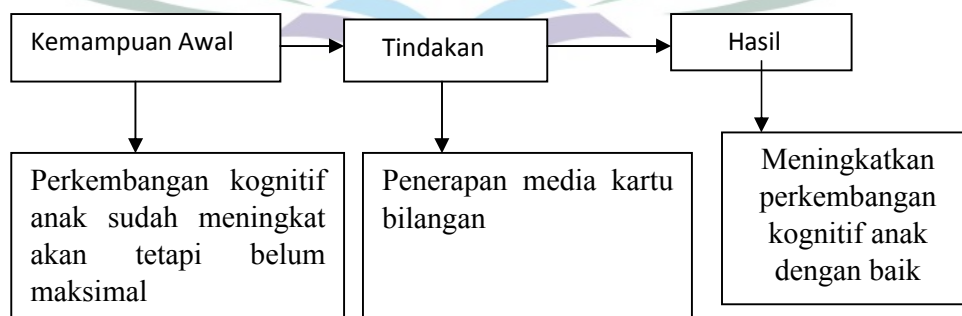 Kemampuan Awal
Tindakan
Hasil
Perkembangan kognitif
anak sudah meningkat
akan tetapi belum
maksimal
Penerapan media kartu
bilangan
Meningkatkan
perkembangan
kognitif anak
dengan baik